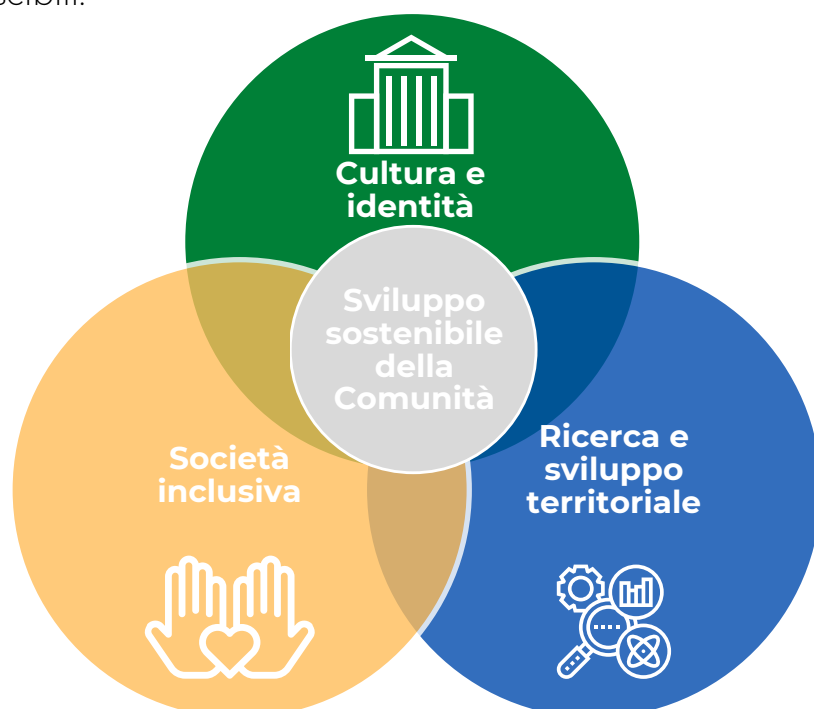 Cultura e
identità
Sviluppo
sostenibile
della
Comunità
Società
inclusiva
Ricerca e
sviluppo
territoriale